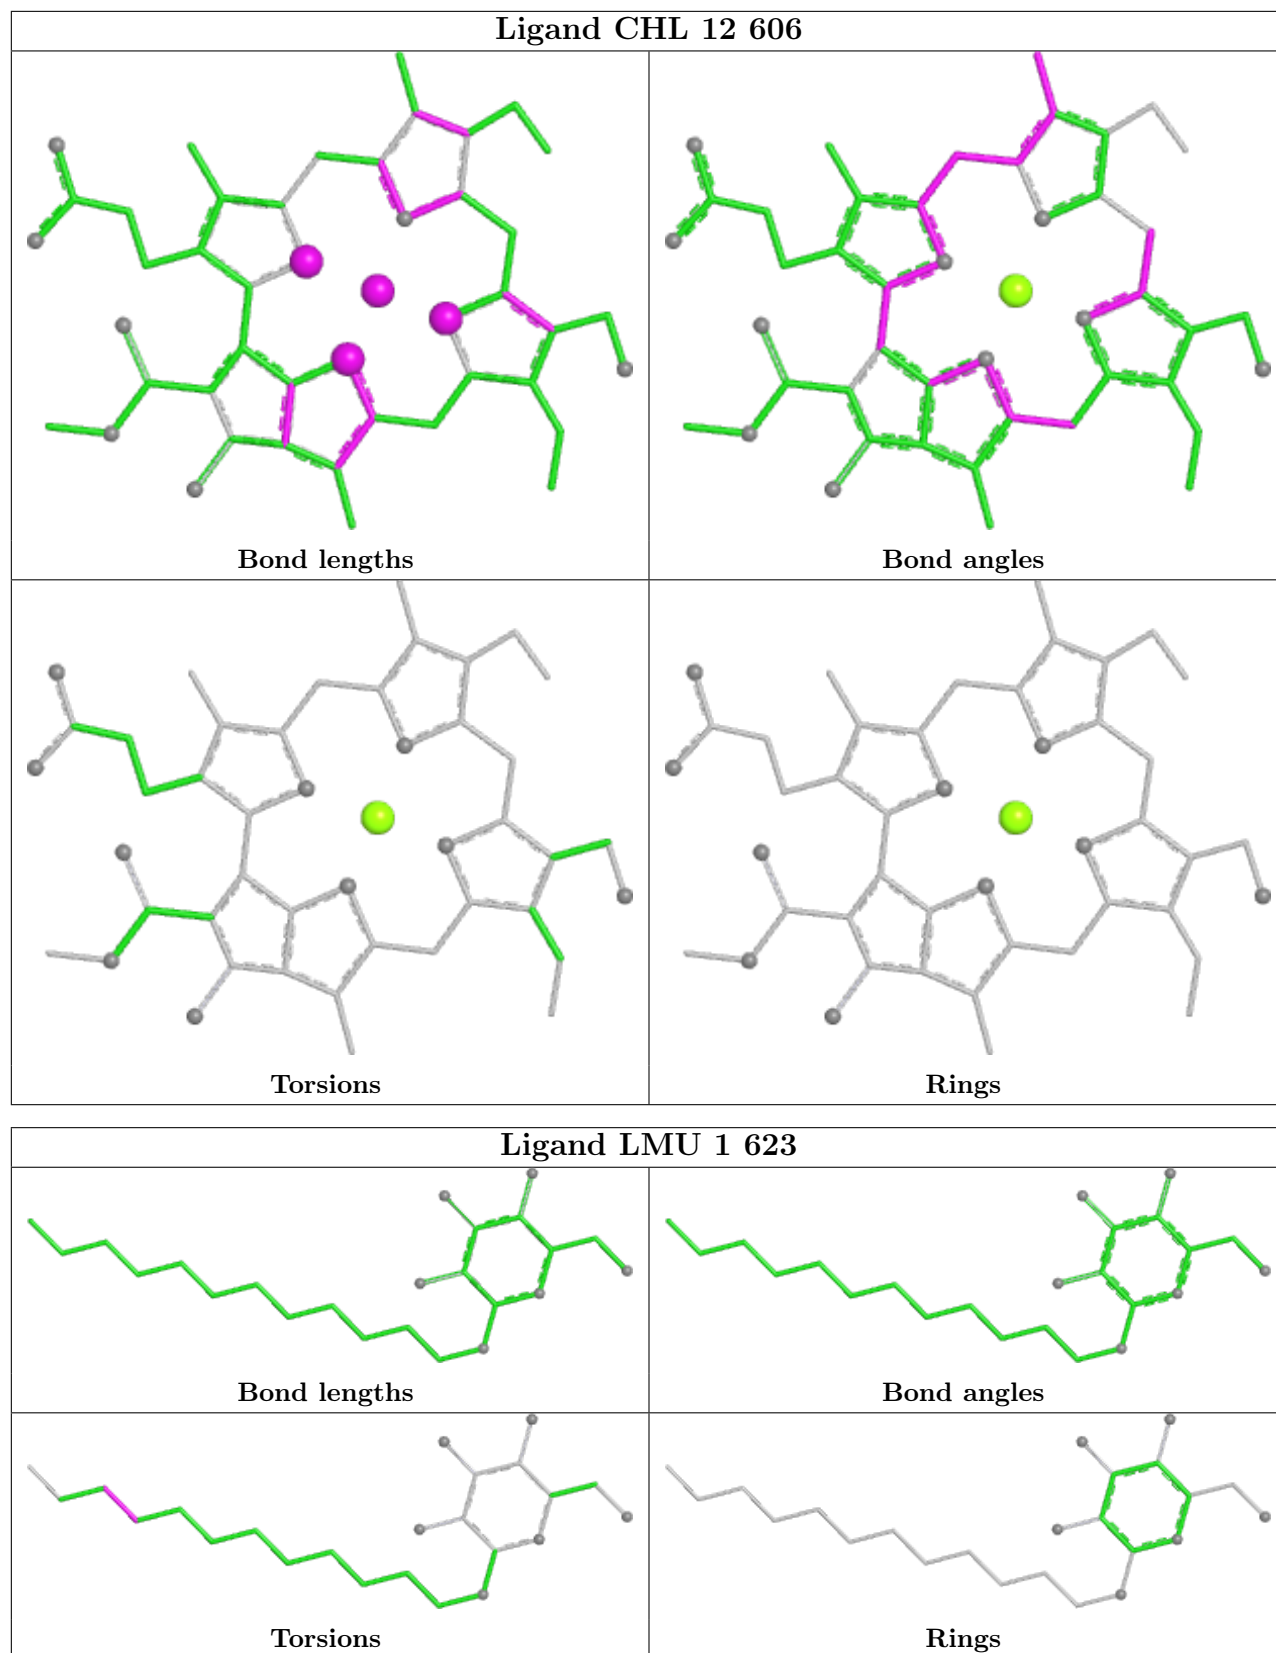 Ligand CHL 12 606
Bond lengths
Bond angles
Torsions
Rings
Ligand LMU 1 623
Bond lengths
Bond angles
Torsions
Rings